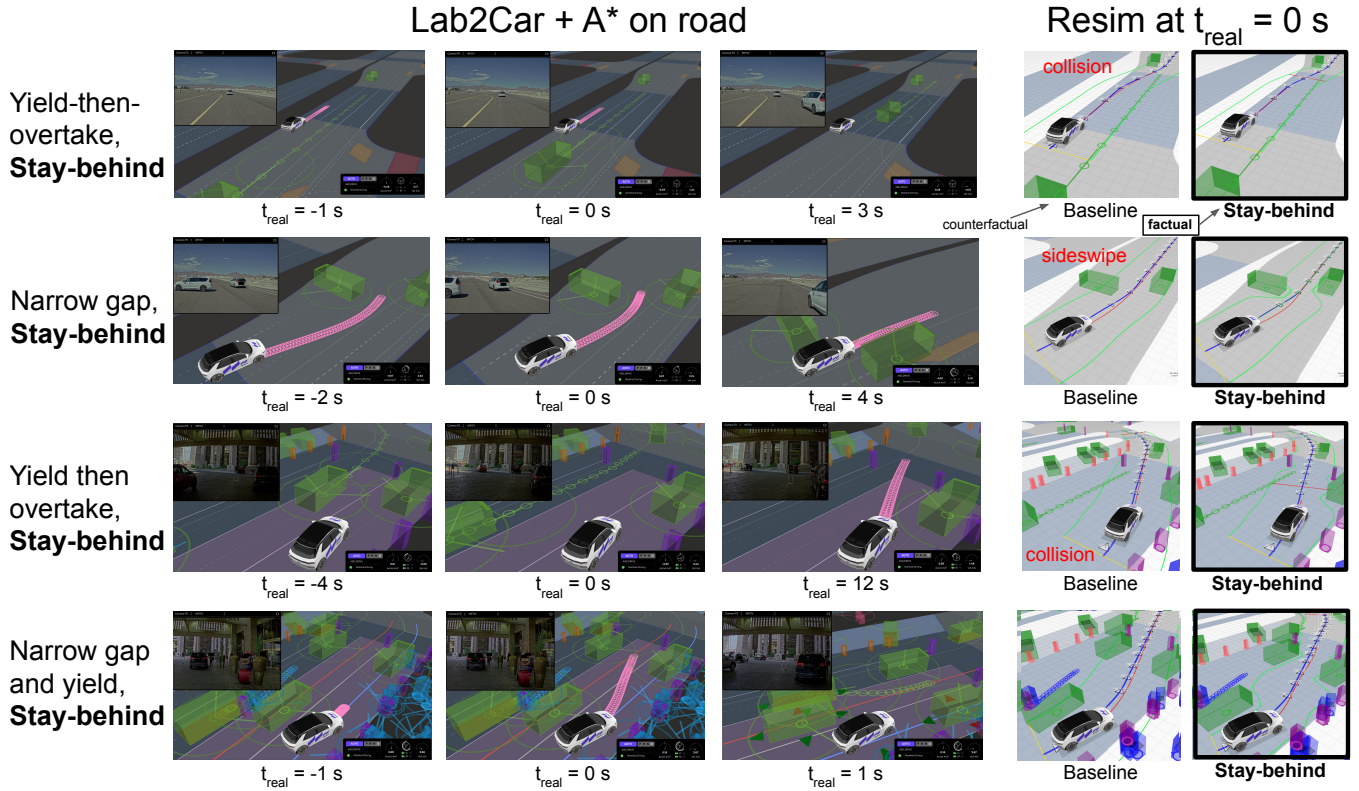 Lab2Car + A* on road
Resim at t_real = 0 s
Yield-then-
overtake,
Stay-behind
collision
t_real = -1 s
t_real = 0 s
t_real = 3 s
counterfactual
Baseline
factual
Stay-behind
Narrow gap,
Stay-behind
sideswipe
t_real = -2 s
t_real = 0 s
t_real = 4 s
Baseline
Stay-behind
Yield then
overtake,
Stay-behind
collision
t_real = -4 s
t_real = 0 s
t_real = 12 s
Baseline
Stay-behind
Narrow gap
and yield,
Stay-behind
t_real = -1 s
t_real = 0 s
t_real = 1 s
Baseline
Stay-behind